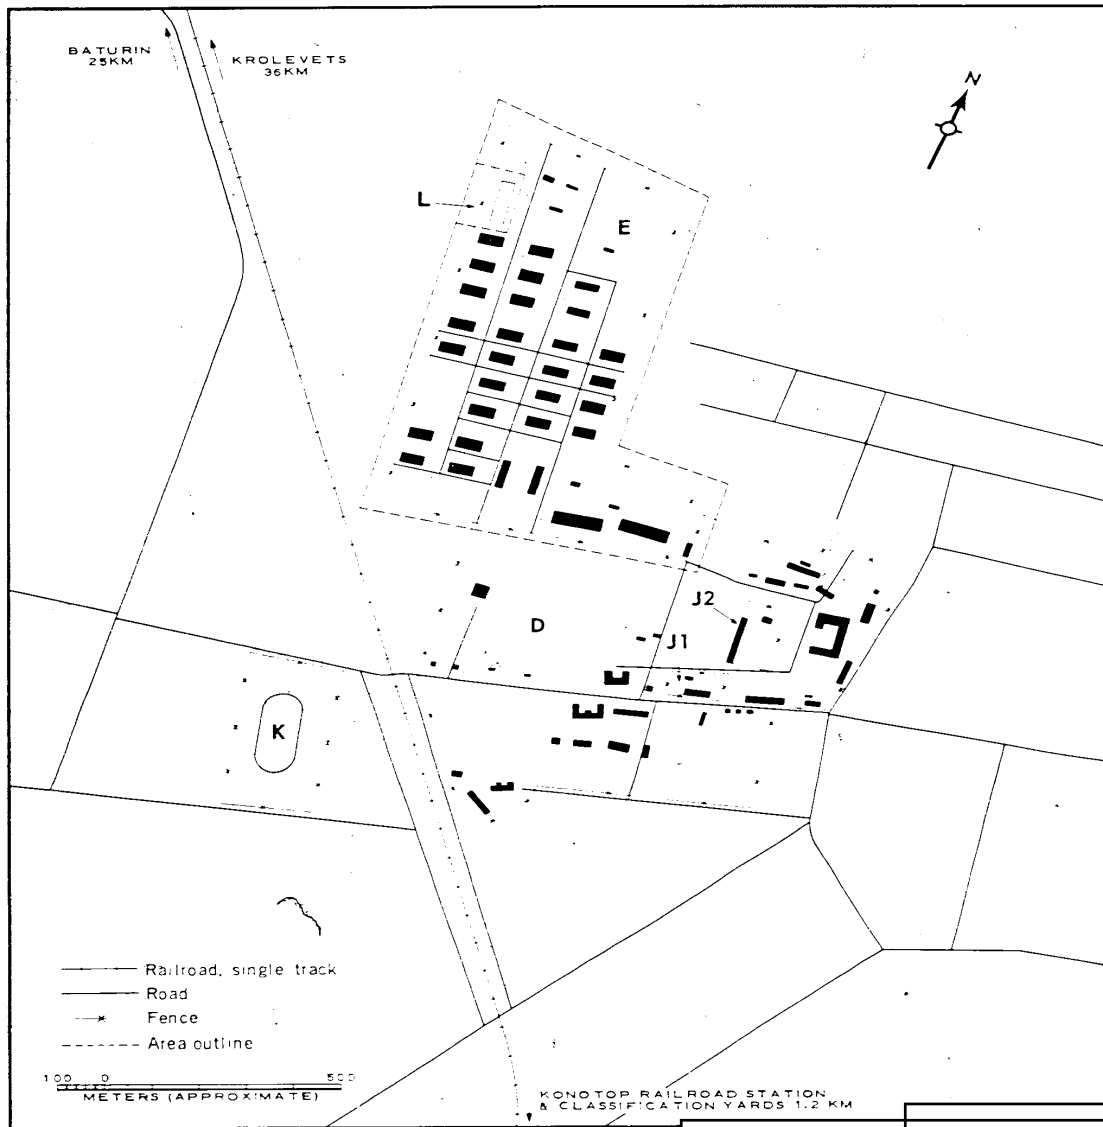 BATURIN
25KM
KROLEVETS
36KM
N
L
E
J2
D
J1
K
Railroad, single track
Road
Fence
Area outline
100 0 500
METERS (APPROXIMATE)
KONOTOP RAILROAD STATION
& CLASSIFICATION YARDS 1.2 KM